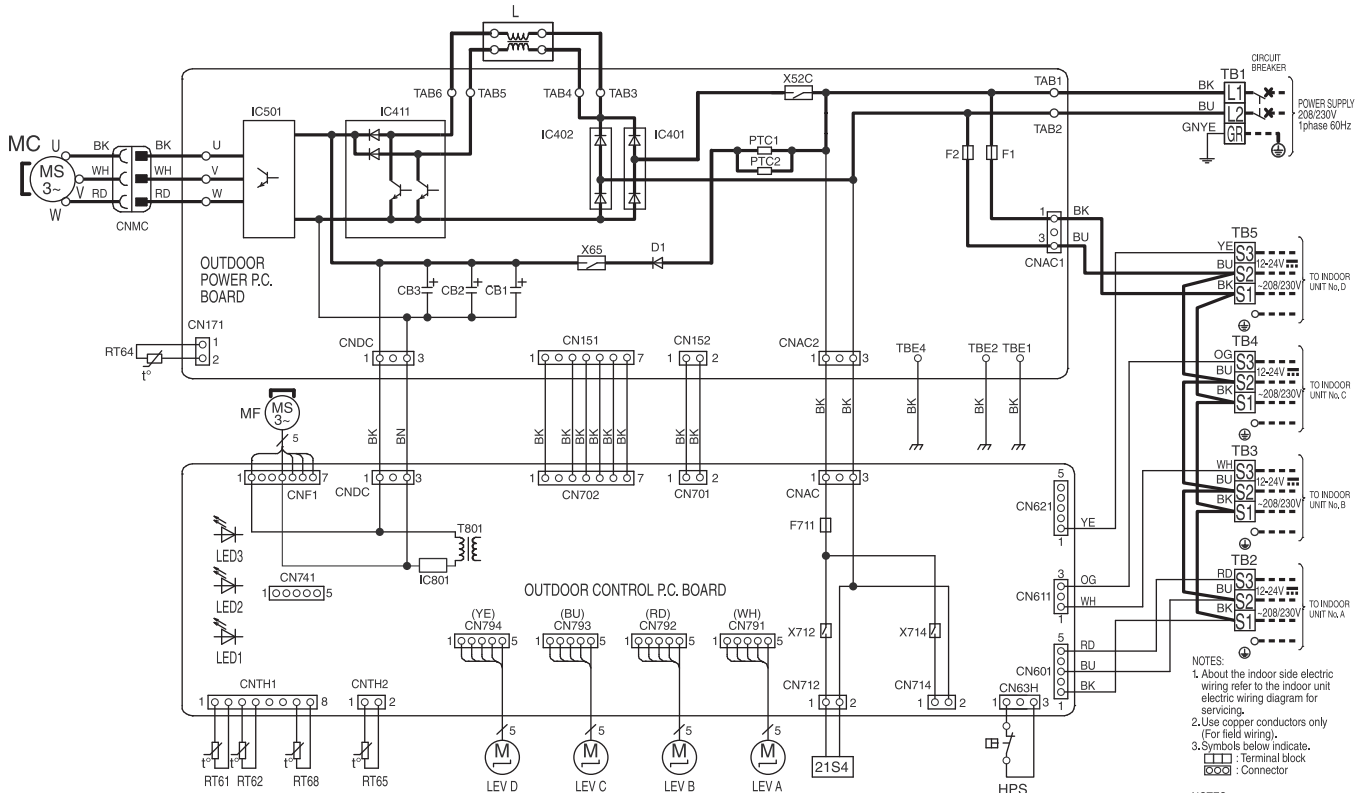 L
CIRCUIT
BREAKER
X52C
TAB1
TB1
TAB6
TAB5
TAB4
TAB3
BK
L1
POWER SUPPLY
208/230V
1phase 60Hz
IC501
IC411
TAB2
BU
L2
GNYE
GR
IC402
IC401
PTC1
PTC2
F2
F1
MC
U
BK
BK
U
MS
3~
WH
WH
V
V
RD
RD
W
W
CNMC
1
BK
3
BU
CNAC1
TB5
YE
S3
12-24V
BU
S2
BK
S1
~208/230V
TO INDOOR
UNIT No, D
X65
D1
OUTDOOR
POWER P.C.
BOARD
CB3
+
CB2
+
CB1
+
CN171
1
2
RT64
t°
CNDC
1
3
CN151
1
7
CN152
1
2
CNAC2
1
3
TBE4
TBE2
TBE1
TB4
OG
S3
12-24V
BU
S2
BK
S1
~208/230V
TO INDOOR
UNIT No, C
MF
MS
3~
5
BK
BN
BK
BK
BK
BK
BK
BK
BK
BK
BK
BK
BK
BK
BK
TB3
WH
S3
12-24V
BU
S2
BK
S1
~208/230V
TO INDOOR
UNIT No, B
1
7
CNF1
1
3
CNDC
1
7
CN702
1
2
CN701
1
3
CNAC
5
CN621
1
YE
F711
LED3
T801
IC801
LED2
CN741
1
5
LED1
OUTDOOR CONTROL P.C. BOARD
TB2
RD
S3
12-24V
BU
S2
BK
S1
~208/230V
TO INDOOR
UNIT No, A
3
OG
CN611
WH
1
(YE)
CN794
1
5
(BU)
CN793
1
5
(RD)
CN792
1
5
(WH)
CN791
1
5
X712
X714
5
RD
CN601
BU
BK
1
CNTH1
1
8
CNTH2
1
2
CN712
1
2
CN714
1
2
CN63H
1
3
t°
t°
t°
t°
RT61
RT62
RT68
RT65
5
M
LEV D
5
M
LEV C
5
M
LEV B
5
M
LEV A
21S4
HPS
NOTES:
1. About the indoor side electric
wiring refer to the indoor unit
electric wiring diagram for
servicing.
2. Use copper conductors only
(For field wiring).
3. Symbols below indicate.
: Terminal block
: Connector